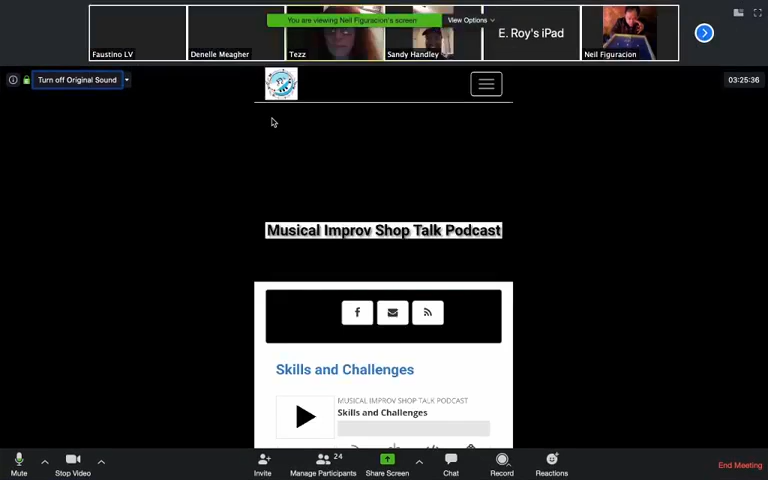 You are viewing Neil Figuracion's screen
View Options
Faustino LV
Denelle Meagher
Tezz
Sandy Handley
E. Roy's iPad
Neil Figuracion
Turn off Original Sound
03:25:36
Musical Improv Shop Talk Podcast
Skills and Challenges
MUSICAL IMPROV SHOP TALK PODCAST
Skills and Challenges
Mute
Stop Video
Invite
Manage Participants
24
Share Screen
Chat
Record
Reactions
End Meeting